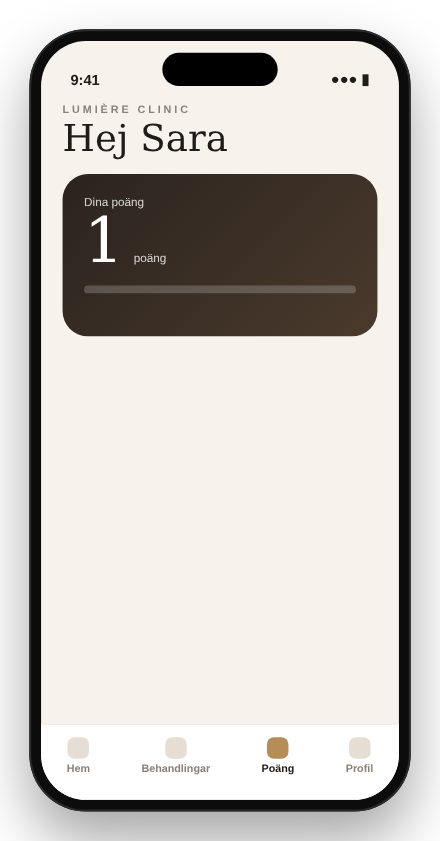 9:41
LUMIÈRE CLINIC
Hej Sara
Dina poäng
1 poäng
Hem Behandlingar Poäng Profil